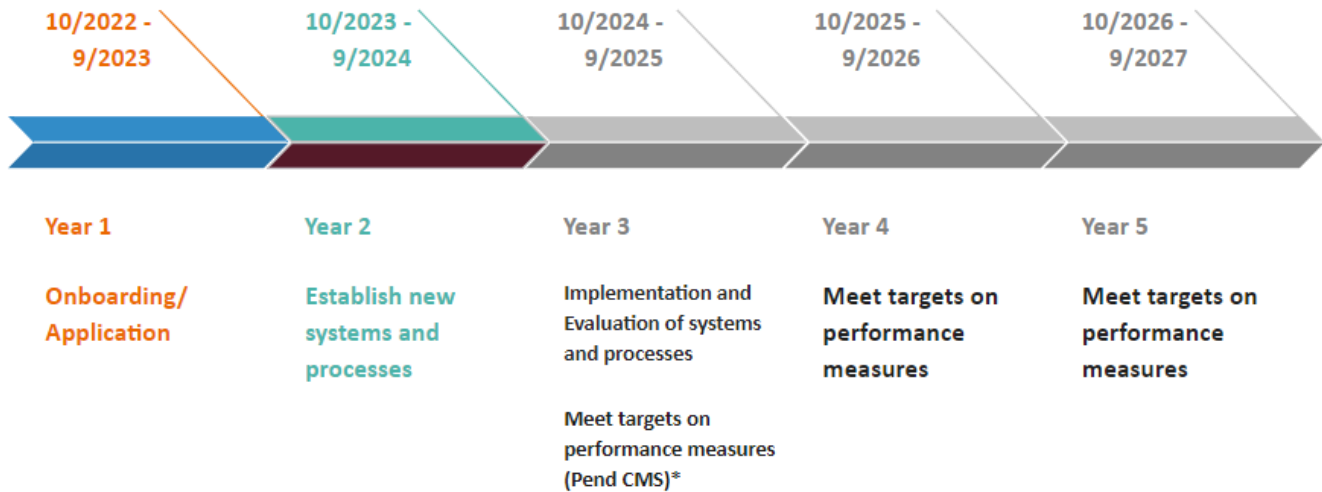 10/2022 -
9/2023
10/2023 -
9/2024
10/2024 -
9/2025
10/2025 -
9/2026
10/2026 -
9/2027
Year 1
Onboarding/
Application
Year 2
Establish new
systems and
processes
Year 3
Implementation and
Evaluation of systems
and processes
Meet targets on
performance measures
(Pend CMS)*
Year 4
Meet targets on
performance
measures
Year 5
Meet targets on
performance
measures